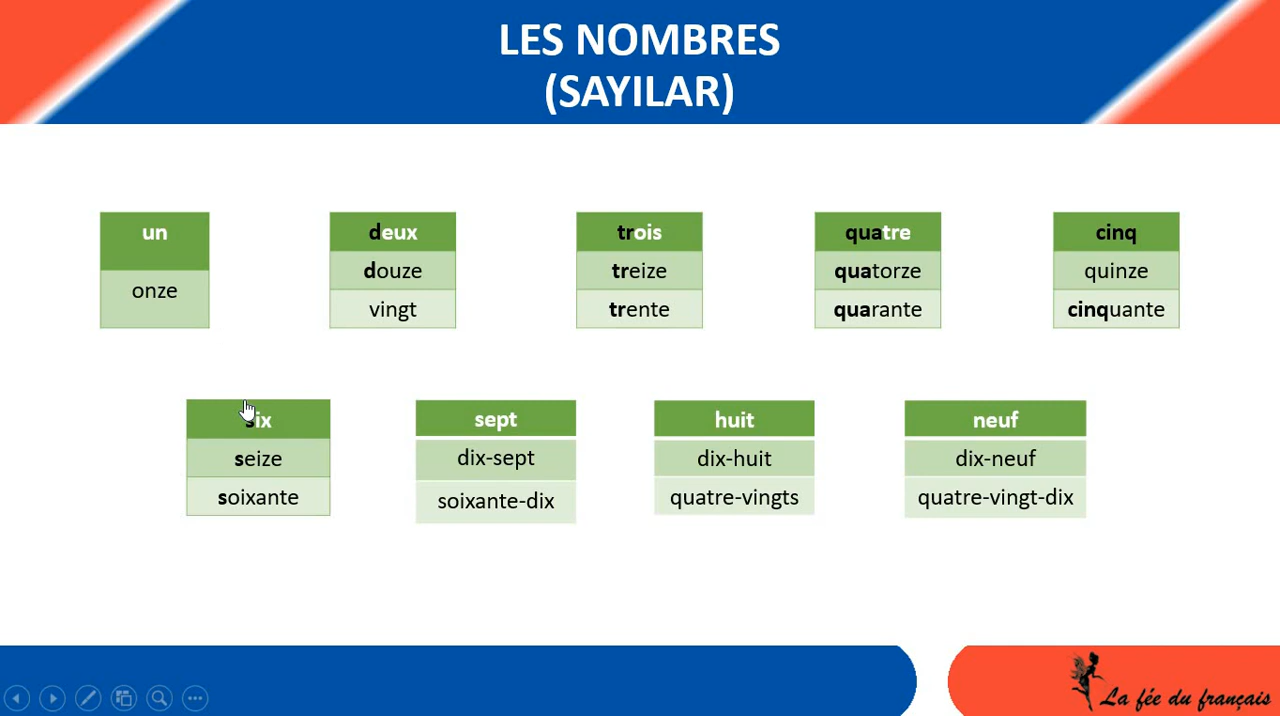 LES NOMBRES
(SAYILAR)
un
onze
deux
douze
vingt
trois
treize
trente
quatre
quatorze
quarante
cinq
quinze
cinquante
six
seize
soixante
sept
dix-sept
soixante-dix
huit
dix-huit
quatre-vingts
neuf
dix-neuf
quatre-vingt-dix
La fée du français